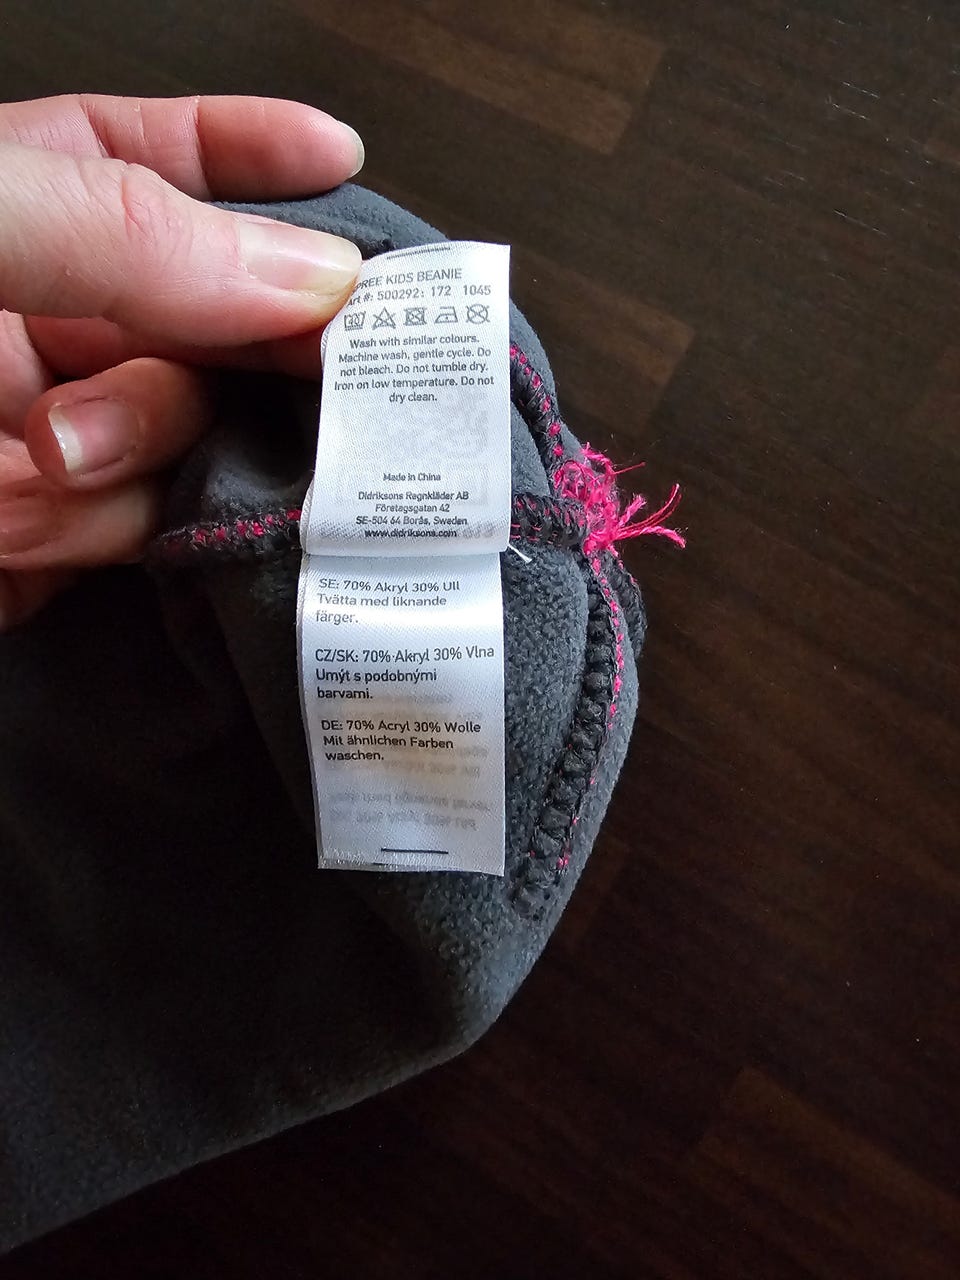 PREE KIDS BEANIE
Art #: 500292: 172 1045
Wash with similar colours.
Machine wash, gentle cycle. Do
not bleach. Do not tumble dry.
Iron on low temperature. Do not
dry clean.
Made in China
Didriksons Regnkläder AB
Företagsgatan 42
SE-504 64 Borås, Sweden
www.didriksons.com
SE: 70% Akryl 30% Ull
Tvätta med liknande
färger.
CZ/SK: 70% Akryl 30% Vlna
Umýt s podobnými
barvami.
DE: 70% Acryl 30% Wolle
Mit ähnlichen Farben
waschen.